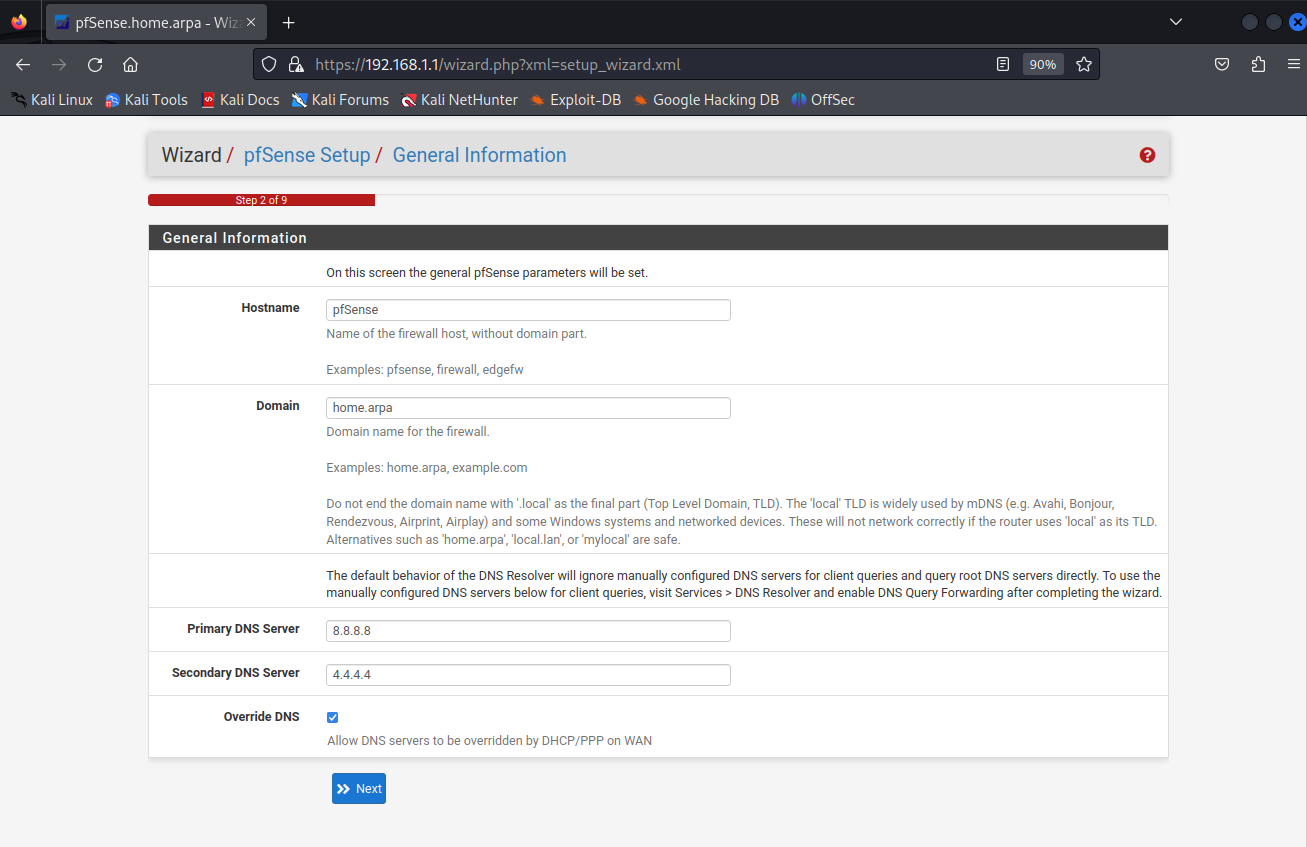 pfSense.home.arpa - Wiz
https://192.168.1.1/wizard.php?xml=setup_wizard.xml
90%
Kali Linux
Kali Tools
Kali Docs
Kali Forums
Kali NetHunter
Exploit-DB
Google Hacking DB
OffSec
Wizard / pfSense Setup / General Information
Step 2 of 9
General Information
On this screen the general pfSense parameters will be set.
Hostname
pfSense
Name of the firewall host, without domain part.
Examples: pfsense, firewall, edgefw
Domain
home.arpa
Domain name for the firewall.
Examples: home.arpa, example.com
Do not end the domain name with '.local' as the final part (Top Level Domain, TLD). The 'local' TLD is widely used by mDNS (e.g. Avahi, Bonjour,
Rendezvous, Airprint, Airplay) and some Windows systems and networked devices. These will not network correctly if the router uses 'local' as its TLD.
Alternatives such as 'home.arpa', 'local.lan', or 'mylocal' are safe.
The default behavior of the DNS Resolver will ignore manually configured DNS servers for client queries and query root DNS servers directly. To use the
manually configured DNS servers below for client queries, visit Services > DNS Resolver and enable DNS Query Forwarding after completing the wizard.
Primary DNS Server
8.8.8.8
Secondary DNS Server
4.4.4.4
Override DNS
Allow DNS servers to be overridden by DHCP/PPP on WAN
Next